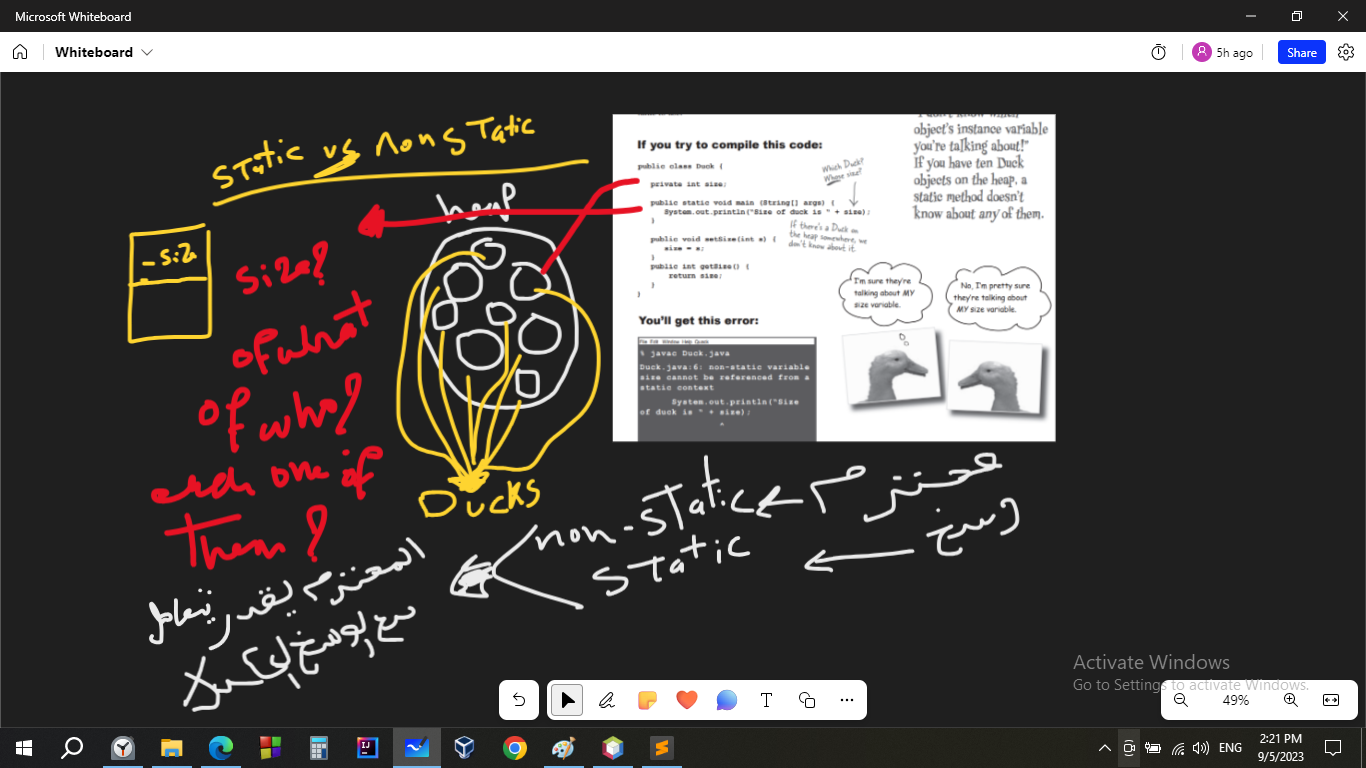 Microsoft Whiteboard
Whiteboard
5h ago
Share
static vs non static
heap
- size
size?
of what
of who?
each one of
them?
Ducks
If you try to compile this code:
public class Duck {
private int size;
public static void main (String[] args) {
System.out.println("Size of duck is " + size);
}
public void setSize(int s) {
size = s;
}
public int getSize() {
return size;
}
}
Which Duck?
Where size?
If there's a Duck on
the heap somewhere, we
don't know about it.
object's instance variable
you're talking about!"
If you have ten Duck
objects on the heap, a
static method doesn't
know about any of them.
I'm sure they're
talking about MY
size variable.
No, I'm pretty sure
they're talking about
MY size variable.
You'll get this error:
File Edit Window Help Quack
% javac Duck.java
Duck.java:6: non-static variable
size cannot be referenced from a
static context
System.out.println("Size
of duck is " + size);
^
non-static
محترم
static
وسخ
المحترم يقدر يتعامل
مع الوسخ
Activate Windows
Go to Settings to activate Windows.
49%
ENG
2:21 PM
9/5/2023